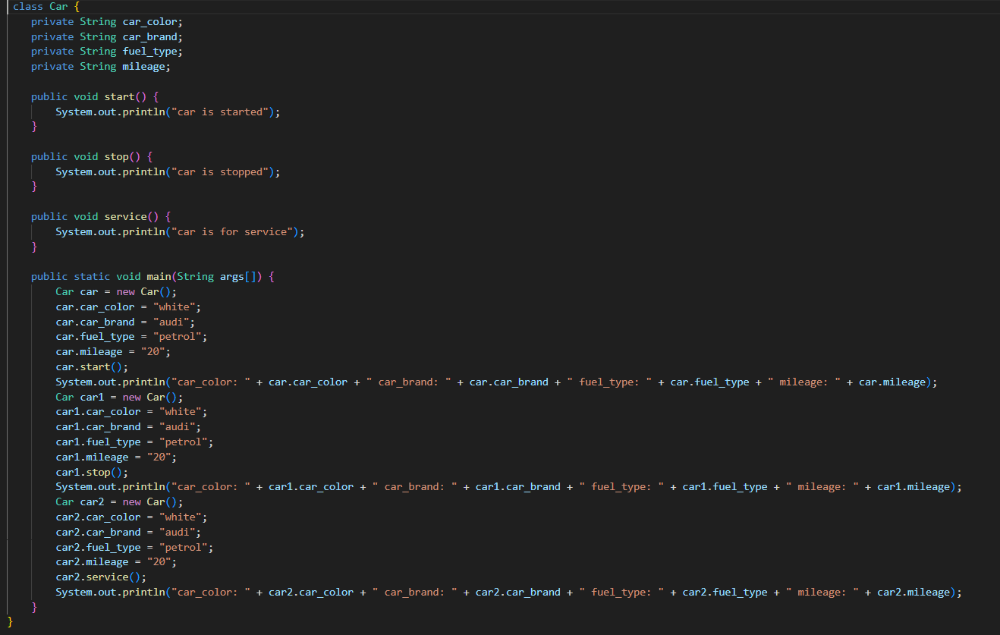 class Car {
    private String car_color;
    private String car_brand;
    private String fuel_type;
    private String mileage;

    public void start() {
        System.out.println("car is started");
    }

    public void stop() {
        System.out.println("car is stopped");
    }

    public void service() {
        System.out.println("car is for service");
    }

    public static void main(String args[]) {
        Car car = new Car();
        car.car_color = "white";
        car.car_brand = "audi";
        car.fuel_type = "petrol";
        car.mileage = "20";
        car.start();
        System.out.println("car_color: " + car.car_color + " car_brand: " + car.car_brand + " fuel_type: " + car.fuel_type + " mileage: " + car.mileage);
        Car car1 = new Car();
        car1.car_color = "white";
        car1.car_brand = "audi";
        car1.fuel_type = "petrol";
        car1.mileage = "20";
        car1.stop();
        System.out.println("car_color: " + car1.car_color + " car_brand: " + car1.car_brand + " fuel_type: " + car1.fuel_type + " mileage: " + car1.mileage);
        Car car2 = new Car();
        car2.car_color = "white";
        car2.car_brand = "audi";
        car2.fuel_type = "petrol";
        car2.mileage = "20";
        car2.service();
        System.out.println("car_color: " + car2.car_color + " car_brand: " + car2.car_brand + " fuel_type: " + car2.fuel_type + " mileage: " + car2.mileage);
    }
}